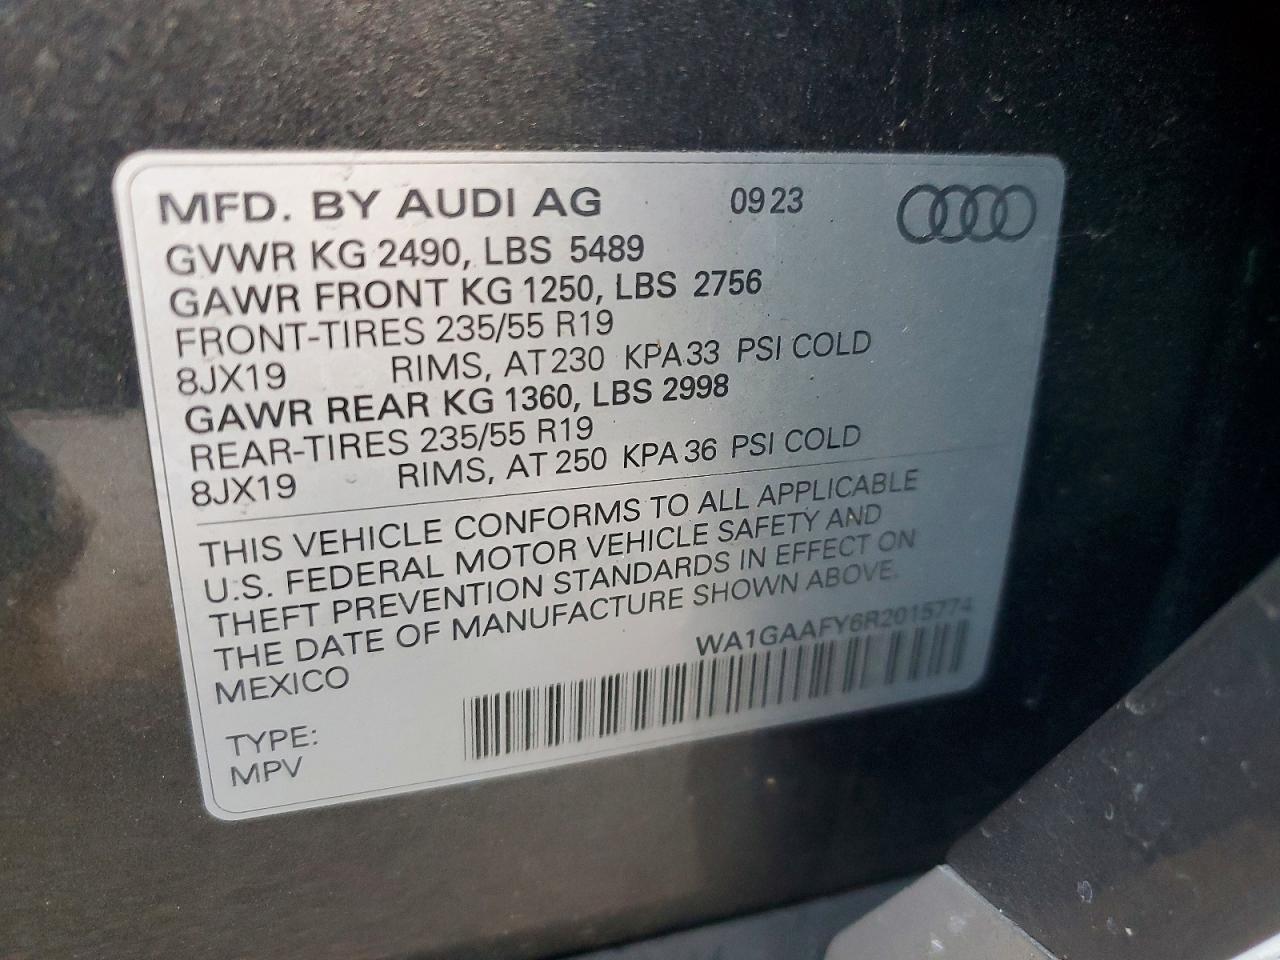 MFD. BY AUDI AG 09 23
GVWR KG 2490, LBS 5489
GAWR FRONT KG 1250, LBS 2756
FRONT-TIRES 235/55 R19
8JX19 RIMS, AT 230 KPA 33 PSI COLD
GAWR REAR KG 1360, LBS 2998
REAR-TIRES 235/55 R19
8JX19 RIMS, AT 250 KPA 36 PSI COLD
THIS VEHICLE CONFORMS TO ALL APPLICABLE
U.S. FEDERAL MOTOR VEHICLE SAFETY AND
THEFT PREVENTION STANDARDS IN EFFECT ON
THE DATE OF MANUFACTURE SHOWN ABOVE.
MEXICO WA1GAAFY6R2015774
TYPE:
MPV